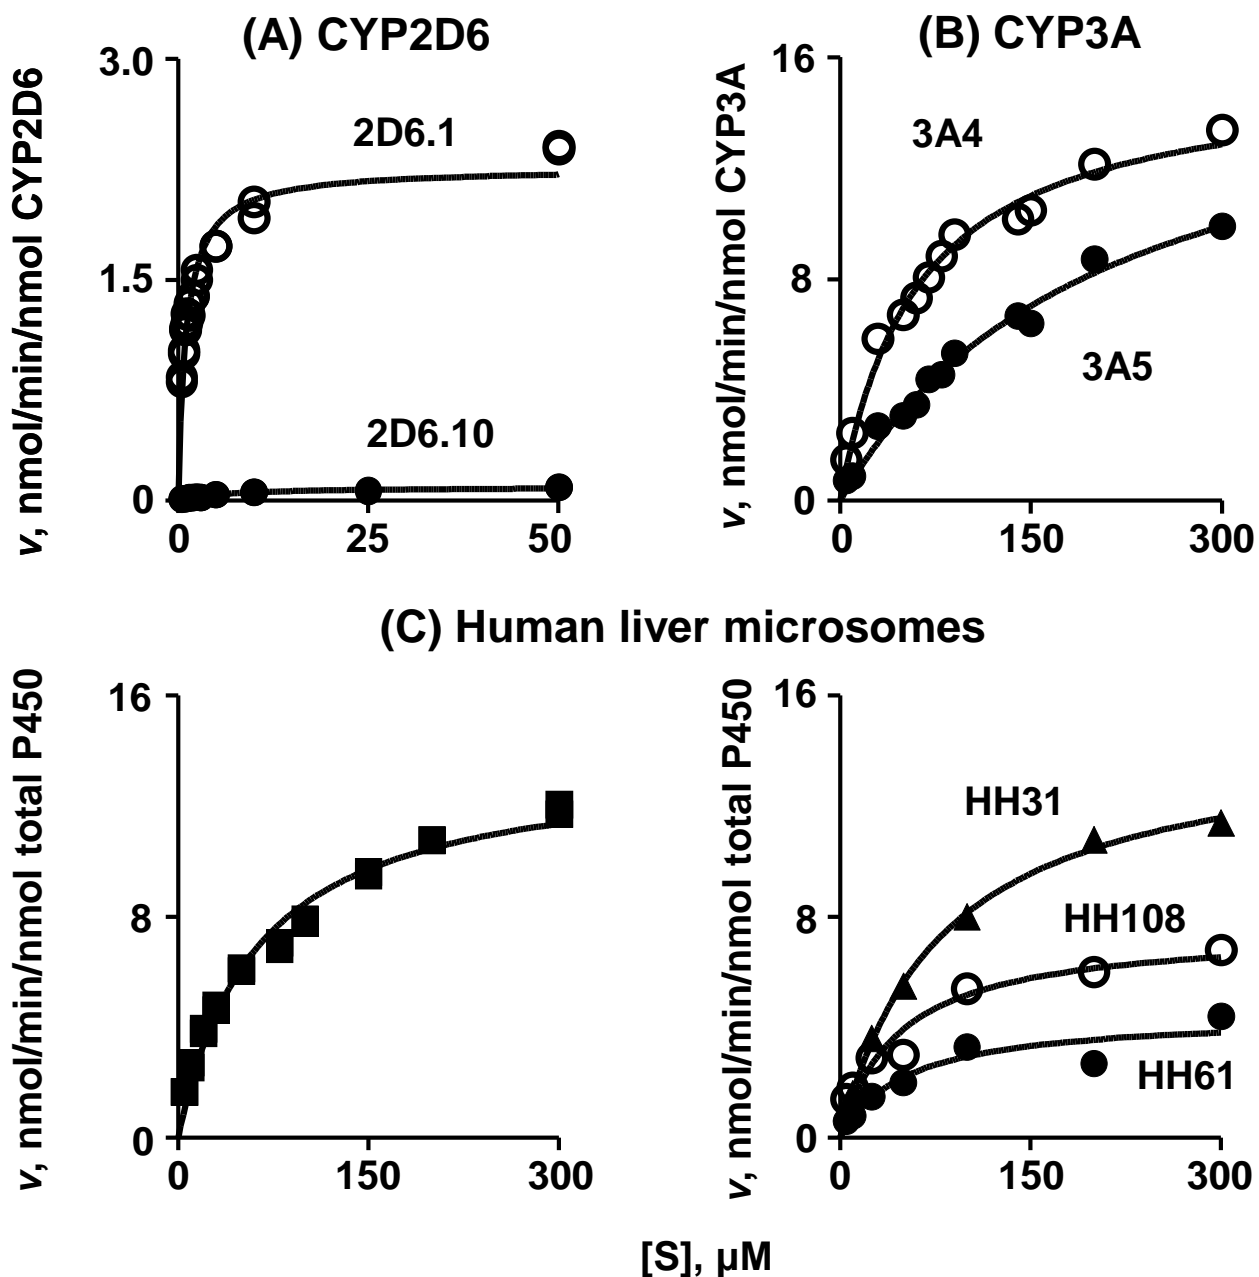 (A) CYP2D6
v, nmol/min/nmol CYP2D6
3.0
1.5
0
2D6.1
2D6.10
0 25 50
(B) CYP3A
v, nmol/min/nmol CYP3A
16
8
0
3A4
3A5
0 150 300
(C) Human liver microsomes
v, nmol/min/nmol total P450
16
8
0
0 150 300
v, nmol/min/nmol total P450
16
8
0
HH31
HH108
HH61
0 150 300
[S], µM